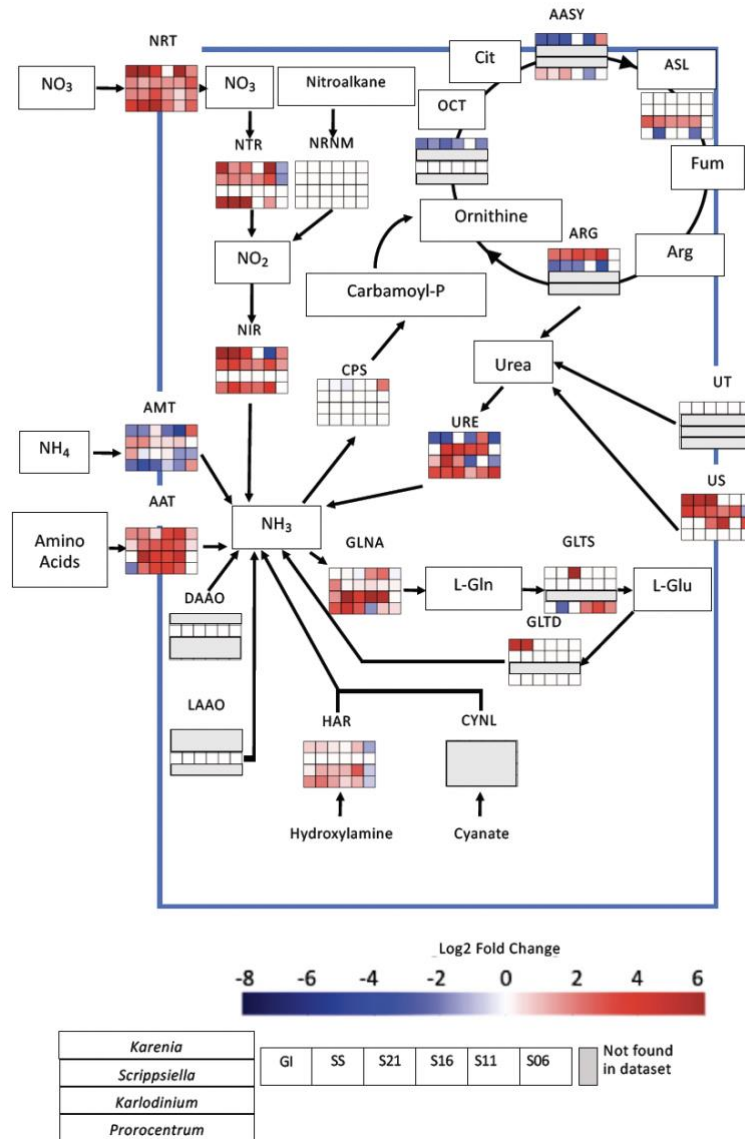 AASY
NRT
Cit
ASL
NO3
NO3
Nitroalkane
OCT
NTR
NRNM
Fum
Ornithine
ARG
Arg
NO2
Carbamoyl-P
NIR
CPS
Urea
UT
AMT
URE
NH4
US
AAT
NH3
Amino
Acids
GLNA
GLTS
L-Gln
L-Glu
DAAO
GLTD
LAAO
HAR
CYNL
Hydroxylamine
Cyanate
_Log2 Fold Change
-8 -6 -4 -2 0 2 4 6
Karenia
Scrippsiella
Karlodinium
Prorocentrum
GI SS S21 S16 S11 S06
Not found
in dataset